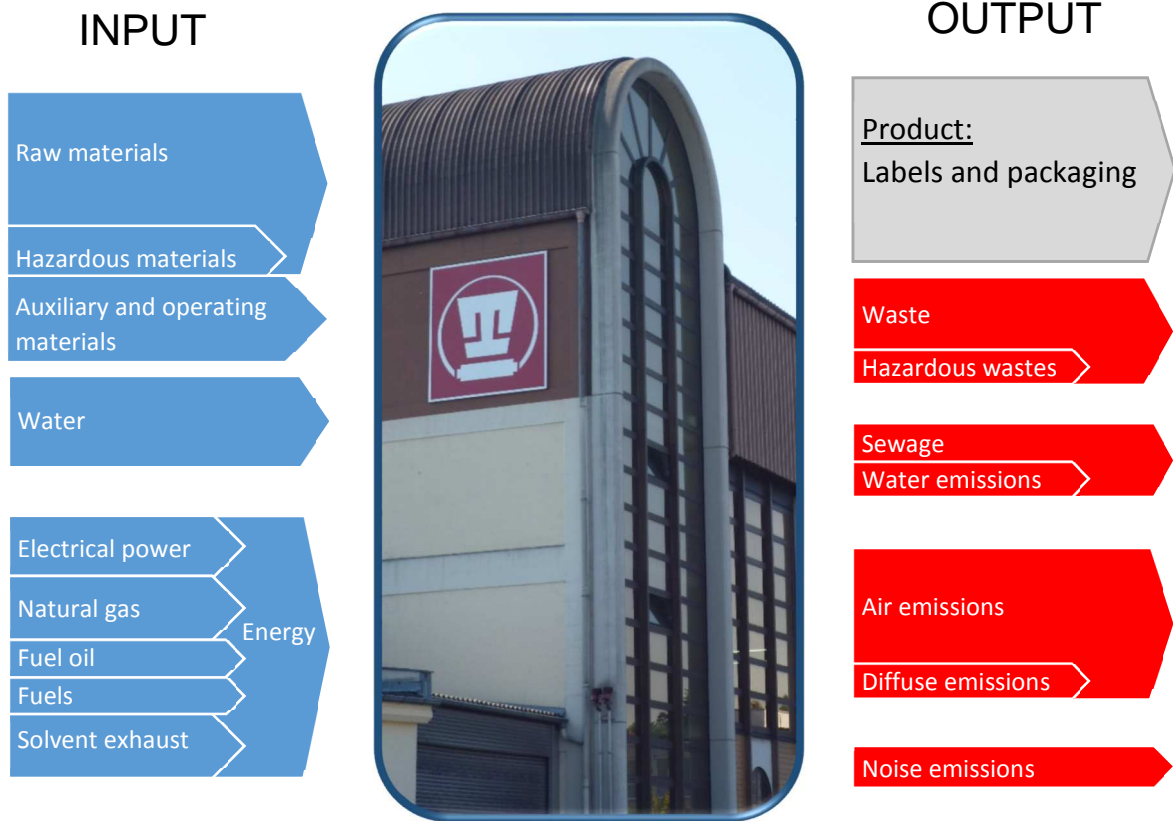 INPUT
Raw materials
Hazardous materials
Auxiliary and operating
materials
Water
Electrical power
Natural gas
Energy
Fuel oil
Fuels
Solvent exhaust
OUTPUT
Product:
Labels and packaging
Waste
Hazardous wastes
Sewage
Water emissions
Air emissions
Diffuse emissions
Noise emissions